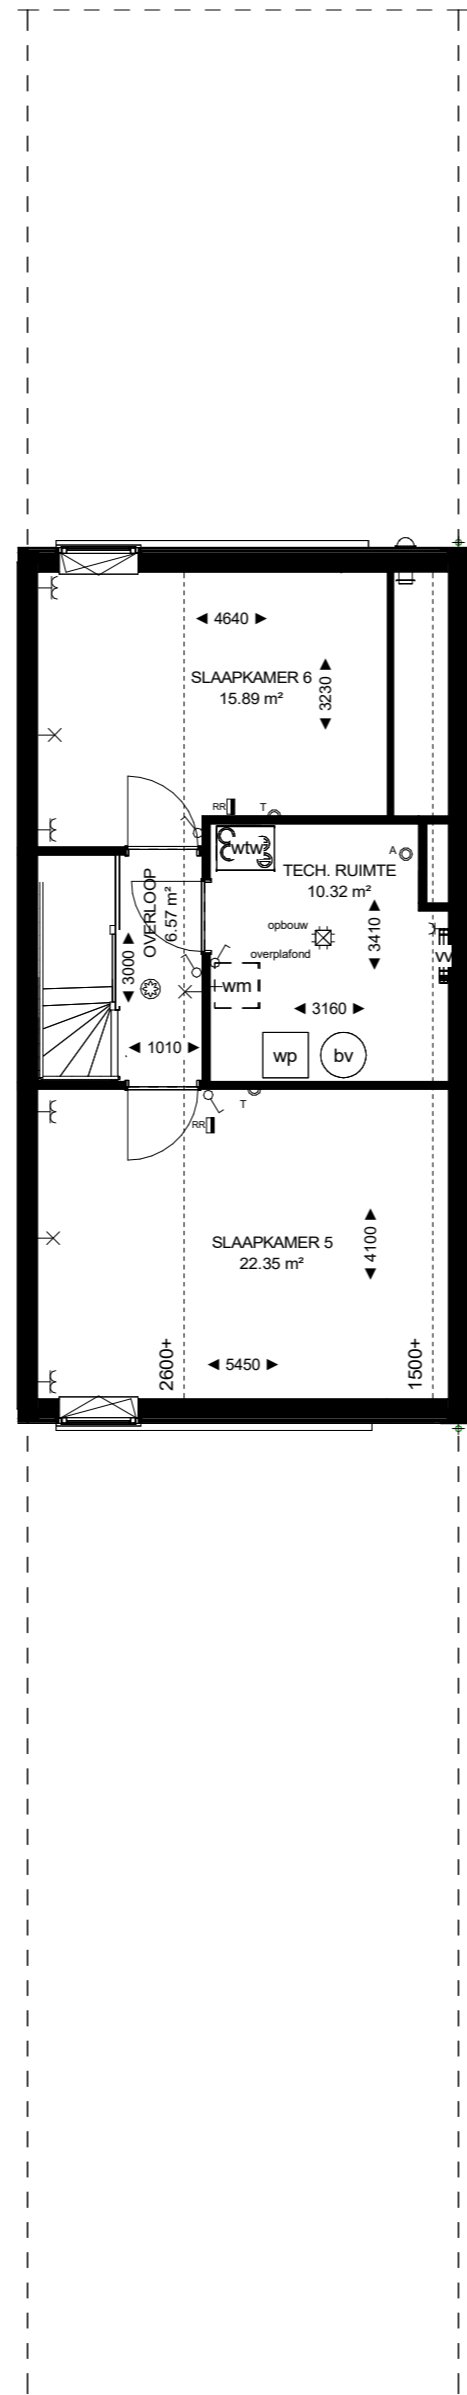 4640
SLAAPKAMER 6
15.89 m²
3230
RR
T
wtw
A
TECH. RUIMTE
10.32 m²
OVERLOOP
6.57 m²
3000
1010
opbouw
overplafond
3410
vv
wm
3160
wp
bv
T
RR
SLAAPKAMER 5
22.35 m²
4100
2600+
1500+
5450